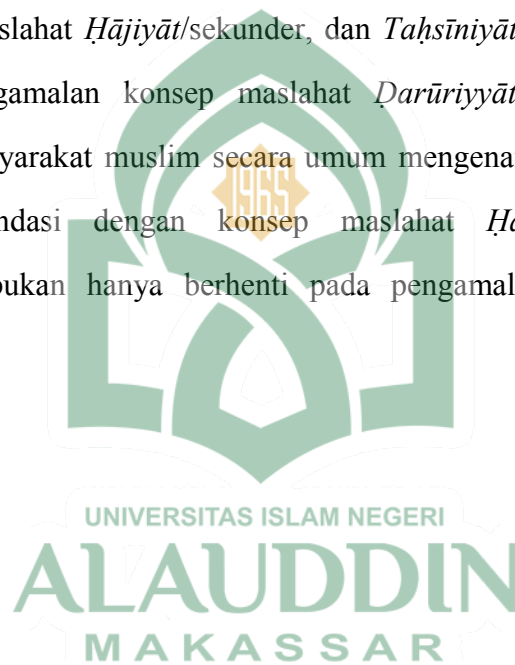 slahat Ḥājiyāt/sekunder, dan Taḥsīniyāt
gamalan konsep maslahat Ḍarūriyyāt
yarakat muslim secara umum mengena
ndasi dengan konsep maslahat Ḥa
bukan hanya berhenti pada pengamal
1965
UNIVERSITAS ISLAM NEGERI
ALAUDDIN
MAKASSAR